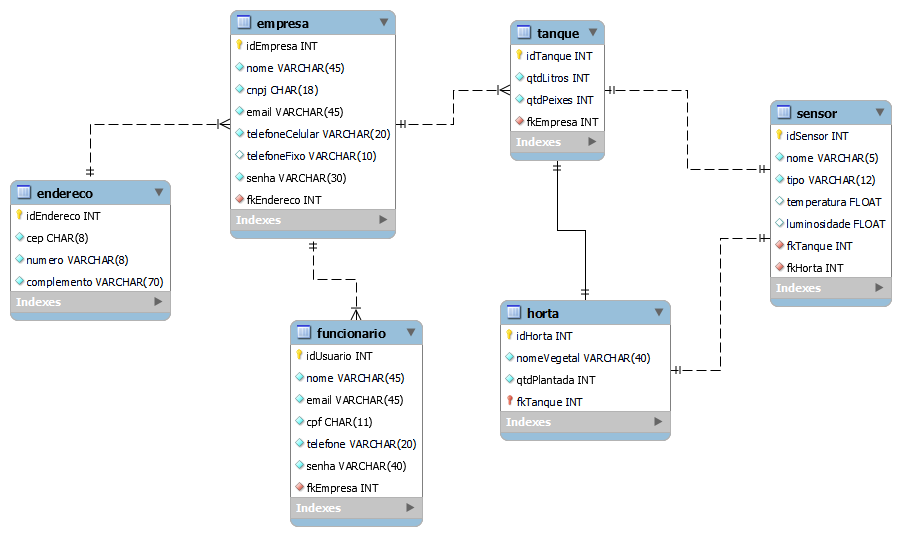 empresa
idEmpresa INT
nome VARCHAR(45)
cnpj CHAR(18)
email VARCHAR(45)
telefoneCelular VARCHAR(20)
telefoneFixo VARCHAR(10)
senha VARCHAR(30)
fkEndereco INT
Indexes
tanque
idTanque INT
qtdLitros INT
qtdPeixes INT
fkEmpresa INT
Indexes
sensor
idSensor INT
nome VARCHAR(5)
tipo VARCHAR(12)
temperatura FLOAT
luminosidade FLOAT
fkTanque INT
fkHorta INT
Indexes
endereco
idEndereco INT
cep CHAR(8)
numero VARCHAR(8)
complemento VARCHAR(70)
Indexes
funcionario
idUsuario INT
nome VARCHAR(45)
email VARCHAR(45)
cpf CHAR(11)
telefone VARCHAR(20)
senha VARCHAR(40)
fkEmpresa INT
Indexes
horta
idHorta INT
nomeVegetal VARCHAR(40)
qtdPlantada INT
fkTanque INT
Indexes